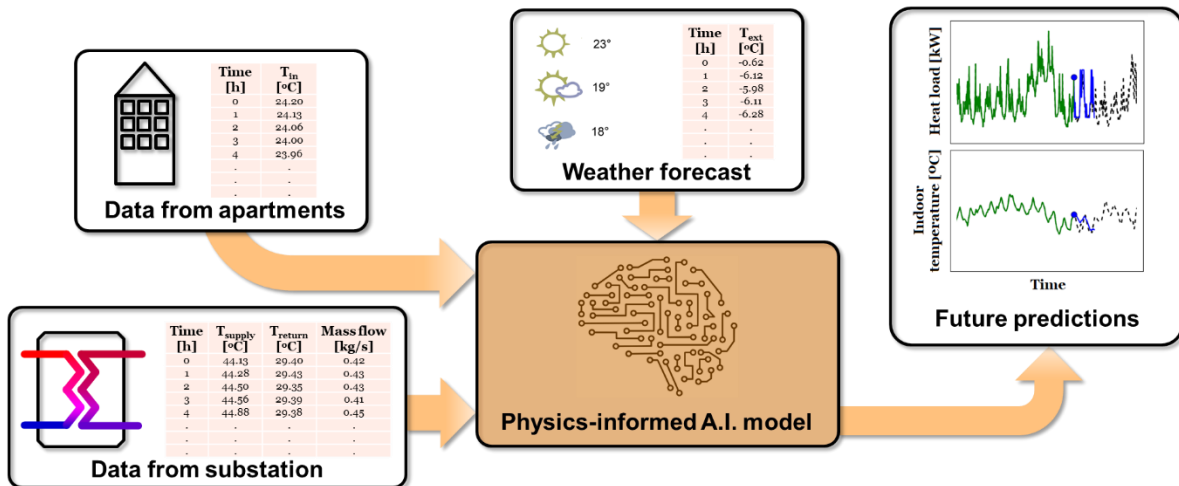 Time T_in
[h] [ºC]
0 24.20
1 24.13
2 24.06
3 24.00
4 23.96
. .
. .
. .
Data from apartments
23°
19°
18°
Time T_ext
[h] [ºC]
0 -0.62
1 -6.12
2 -5.98
3 -6.11
4 -6.28
. .
. .
. .
Weather forecast
Time T_supply T_return Mass flow
[h] [ºC] [ºC] [kg/s]
0 44.13 29.40 0.42
1 44.28 29.43 0.43
2 44.50 29.35 0.43
3 44.56 29.39 0.41
4 44.88 29.38 0.45
. . . .
. . . .
. . . .
Data from substation
Physics-informed A.I. model
Heat load [kW]
Indoor
temperature [ºC]
Time
Future predictions